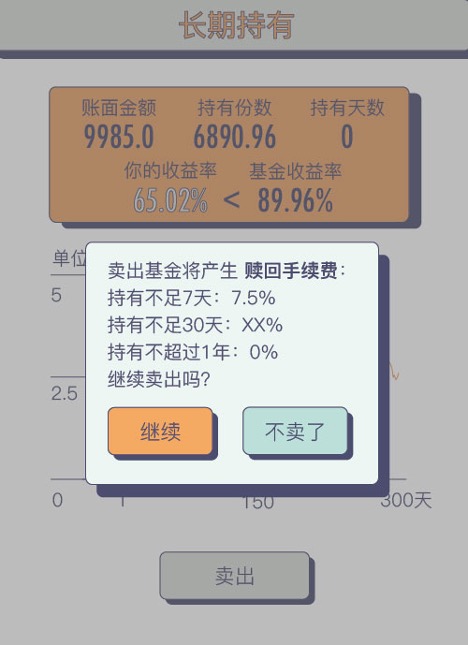 长期持有
账面金额 持有份数 持有天数
9985.0 6890.96 0
你的收益率 基金收益率
65.02% < 89.96%
单位
卖出基金将产生 赎回手续费：
5
持有不足7天：7.5%
持有不足30天：XX%
持有不超过1年：0%
继续卖出吗？
2.5
继续 不卖了
0 150 300天
卖出